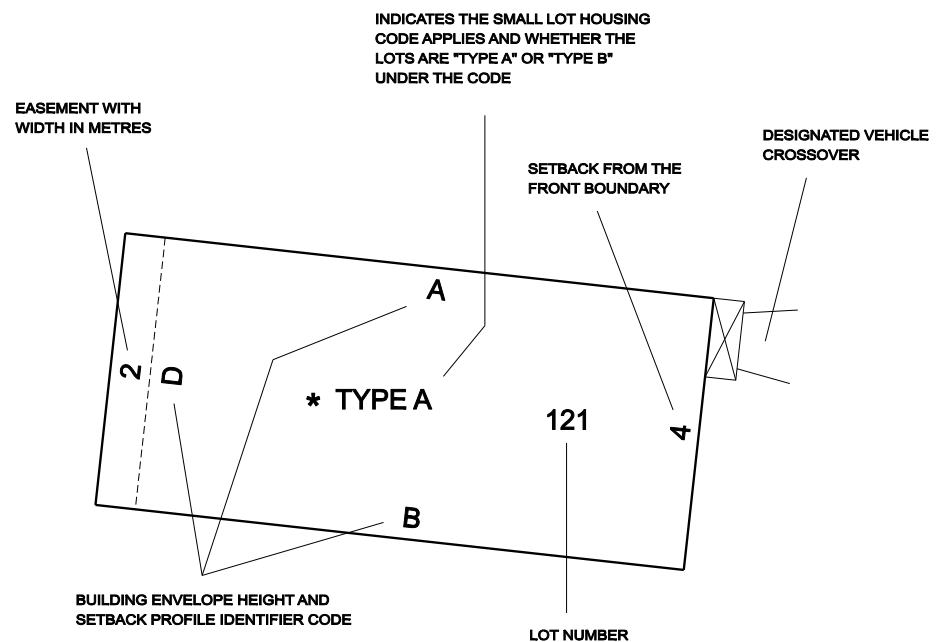 INDICATES THE SMALL LOT HOUSING
CODE APPLIES AND WHETHER THE
LOTS ARE "TYPE A" OR "TYPE B"
UNDER THE CODE
EASEMENT WITH
WIDTH IN METRES
DESIGNATED VEHICLE
CROSSOVER
SETBACK FROM THE
FRONT BOUNDARY
A
2
D
* TYPE A
121
4
B
BUILDING ENVELOPE HEIGHT AND
SETBACK PROFILE IDENTIFIER CODE
LOT NUMBER